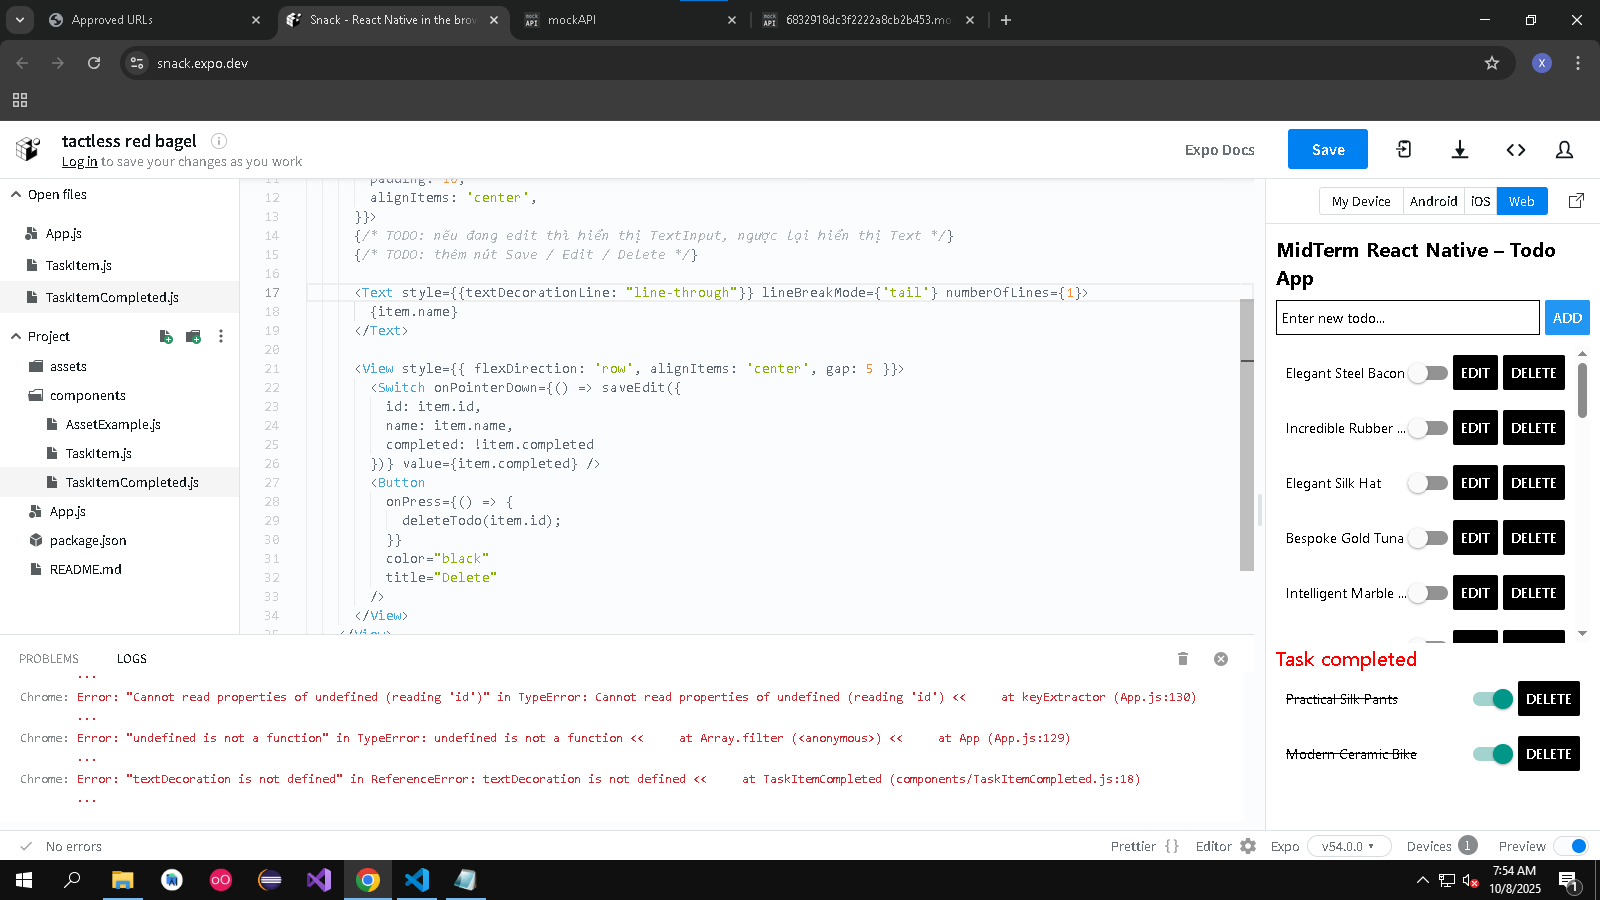 Approved URLs
Snack - React Native in the brow
mockAPI
6832918dc3f2222a8cb2b453.mo
snack.expo.dev
X
tactless red bagel
Log in to save your changes as you work
Expo Docs
Save
Open files
App.js
TaskItem.js
TaskItemCompleted.js
Project
assets
components
AssetExample.js
TaskItem.js
TaskItemCompleted.js
App.js
package.json
README.md
11 padding: 10,
12 alignItems: 'center',
13 }}>
14 {/* TODO: nếu đang edit thì hiển thị TextInput, ngược lại hiển thị Text */}
15 {/* TODO: thêm nút Save / Edit / Delete */}
16
17 <Text style={{textDecorationLine: "line-through"}} lineBreakMode={'tail'} numberOfLines={1}>
18 {item.name}
19 </Text>
20
21 <View style={{ flexDirection: 'row', alignItems: 'center', gap: 5 }}>
22 <Switch onPointerDown={() => saveEdit({
23 id: item.id,
24 name: item.name,
25 completed: !item.completed
26 })} value={item.completed} />
27 <Button
28 onPress={() => {
29 deleteTodo(item.id);
30 }}
31 color="black"
32 title="Delete"
33 />
34 </View>
35 </View>
PROBLEMS
LOGS
...
Chrome: Error: "Cannot read properties of undefined (reading 'id')" in TypeError: Cannot read properties of undefined (reading 'id') << at keyExtractor (App.js:130)
...
Chrome: Error: "undefined is not a function" in TypeError: undefined is not a function << at Array.filter (<anonymous>) << at App (App.js:129)
...
Chrome: Error: "textDecoration is not defined" in ReferenceError: textDecoration is not defined << at TaskItemCompleted (components/TaskItemCompleted.js:18)
...
My Device
Android
iOS
Web
MidTerm React Native – Todo
App
Enter new todo...
ADD
Elegant Steel Bacon EDIT DELETE
Incredible Rubber ... EDIT DELETE
Elegant Silk Hat EDIT DELETE
Bespoke Gold Tuna EDIT DELETE
Intelligent Marble ... EDIT DELETE
Task completed
Practical Silk Pants DELETE
Modern Ceramic Bike DELETE
No errors
Prettier {}
Editor
Expo
v54.0.0
Devices 1
Preview
7:54 AM
10/8/2025
1